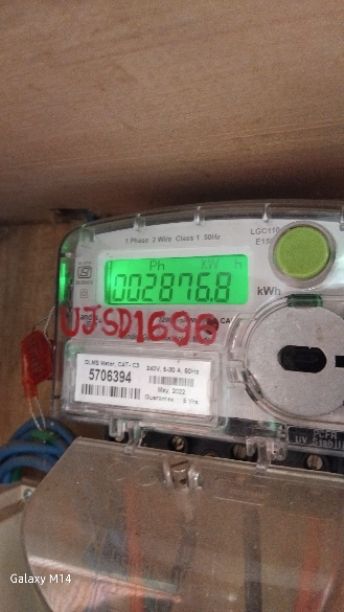 LGC110
1 Phase 2 Wire Class 1 50Hz
Ph kW h
002876.8
kWh
UJ-SD1698
DLMS Meter, CAT- C3
240V, 5-30 A, 50Hz
5706394
May, 2022
Guarantee : 5 Yrs.
Galaxy M14